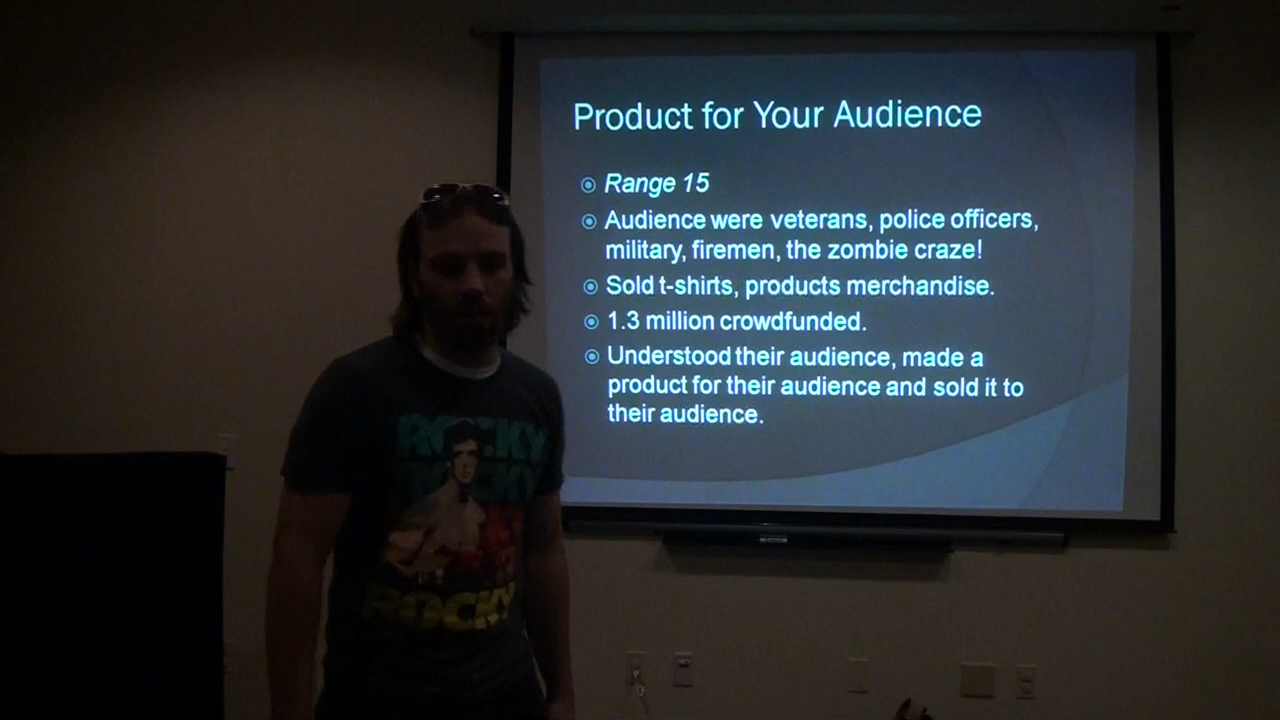 Product for Your Audience
Range 15
Audience were veterans, police officers,
military, firemen, the zombie craze!
Sold t-shirts, products merchandise.
1.3 million crowdfunded.
Understood their audience, made a
product for their audience and sold it to
their audience.
ROCKY
ROCKY
ROCKY